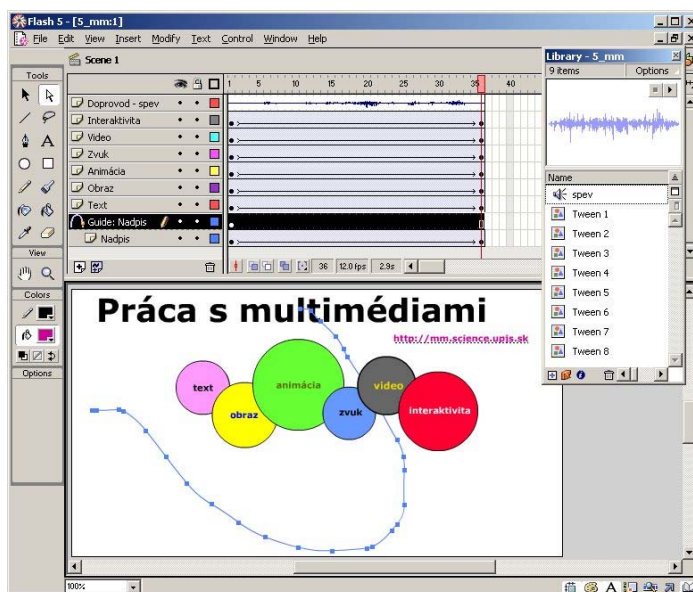 Flash 5 - [5_mm:1]
File Edit View Insert Modify Text Control Window Help
Scene 1
Tools
View
Colors
Options
1 5 10 15 20 25 30 35 40
Doprovod - spev
Interaktivita
Video
Zvuk
Animácia
Obraz
Text
Guide: Nadpis
Nadpis
36 12.0 fps 2.9s
Library - 5_mm
9 items Options
Name
spev
Tween 1
Tween 2
Tween 3
Tween 4
Tween 5
Tween 6
Tween 7
Tween 8
Práca s multimédiami
http://mm.science.upjs.sk
text
obraz
animácia
zvuk
video
interaktivita
100%